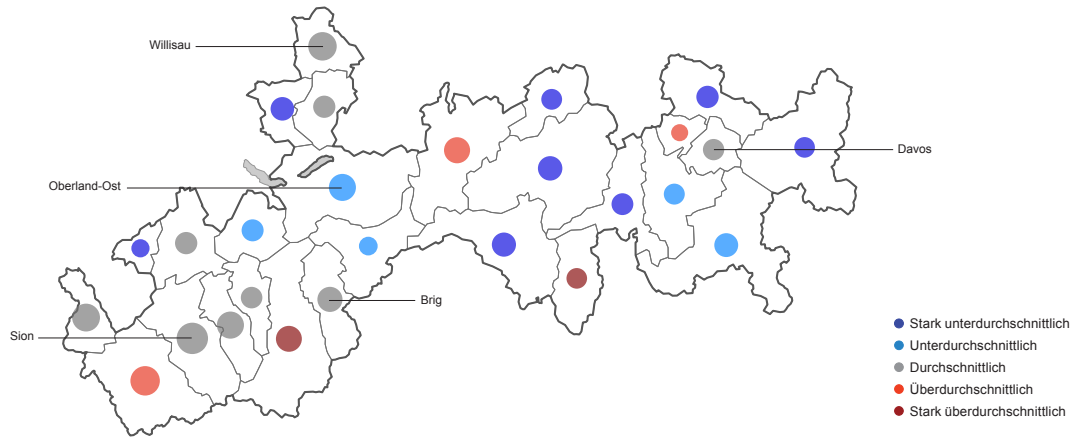 Willisau
Davos
Oberland-Ost
Brig
Sion
Stark unterdurchschnittlich
Unterdurchschnittlich
Durchschnittlich
Überdurchschnittlich
Stark überdurchschnittlich